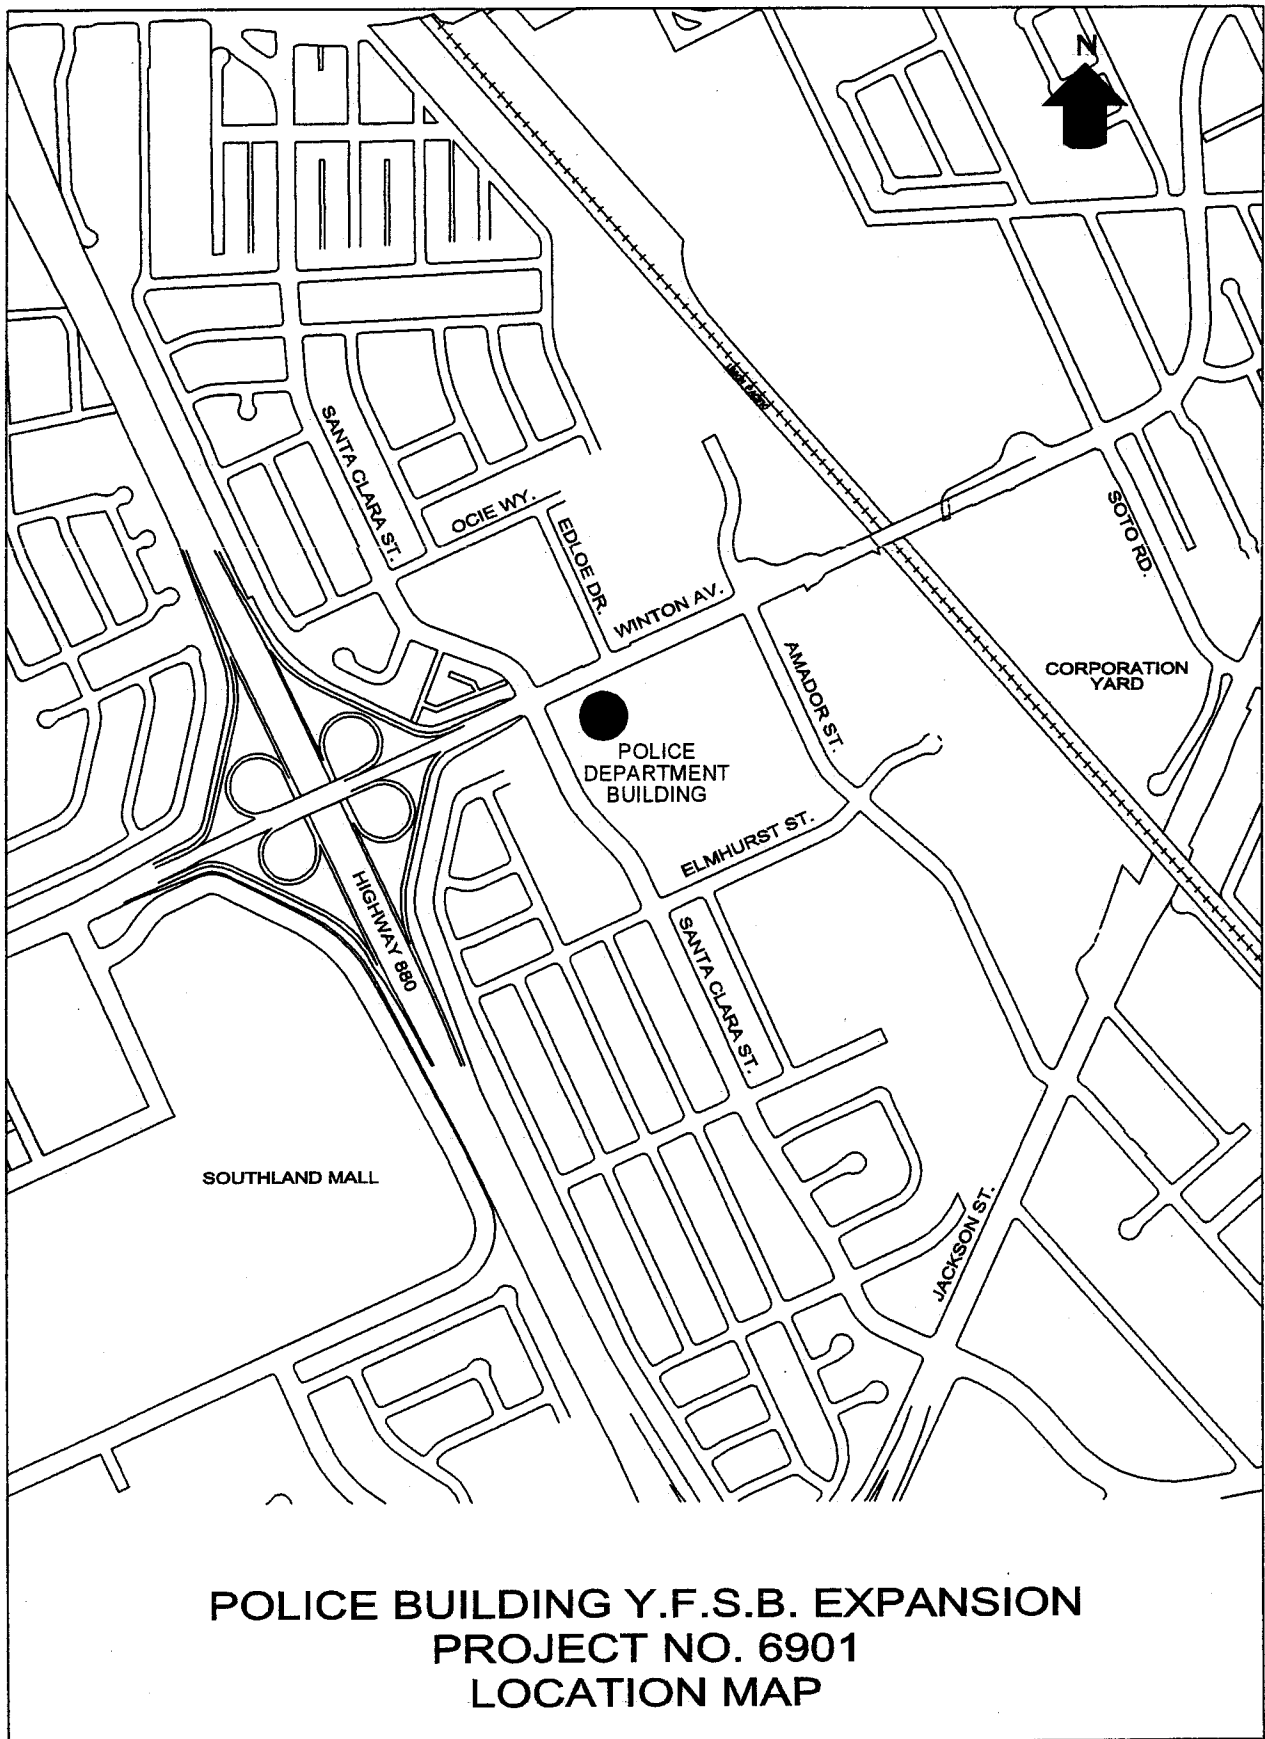 N
SANTA CLARA ST.
OCIE WY.
EDLOE DR.
WINTON AV.
SOTO RD.
AMADOR ST.
CORPORATION
YARD
POLICE
DEPARTMENT
BUILDING
ELMHURST ST.
HIGHWAY 880
SANTA CLARA ST.
SOUTHLAND MALL
JACKSON ST.
POLICE BUILDING Y.F.S.B. EXPANSION
PROJECT NO. 6901
LOCATION MAP